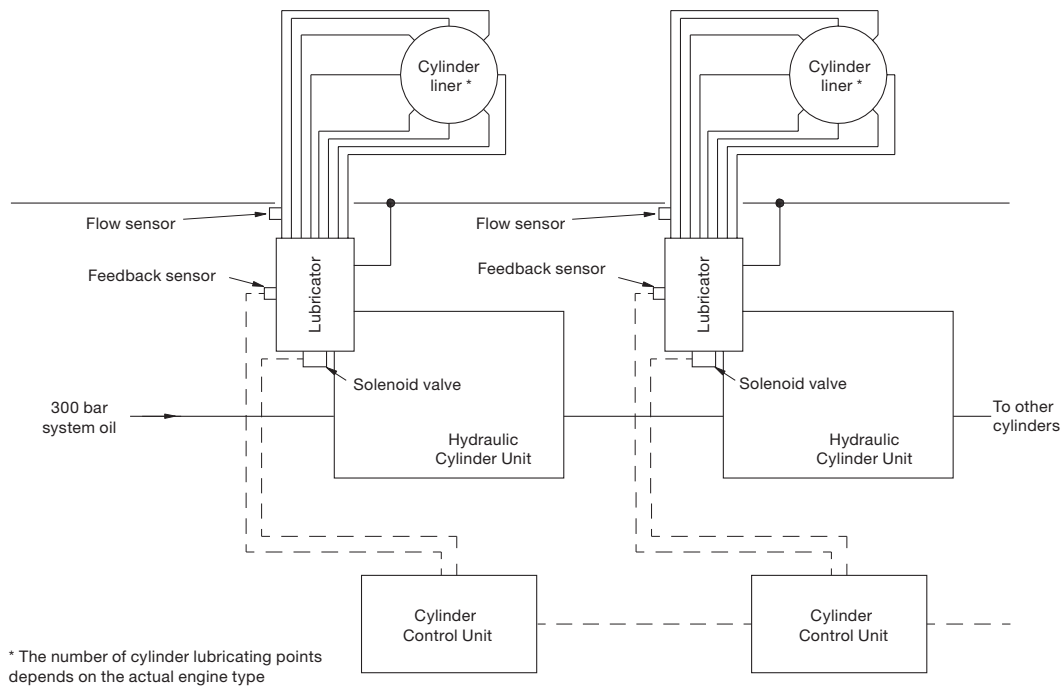 Cylinder
liner *
Cylinder
liner *
Flow sensor
Flow sensor
Feedback sensor
Lubricator
Feedback sensor
Lubricator
Solenoid valve
Solenoid valve
300 bar
system oil
To other
cylinders
Hydraulic
Cylinder Unit
Hydraulic
Cylinder Unit
Cylinder
Control Unit
Cylinder
Control Unit
* The number of cylinder lubricating points
depends on the actual engine type